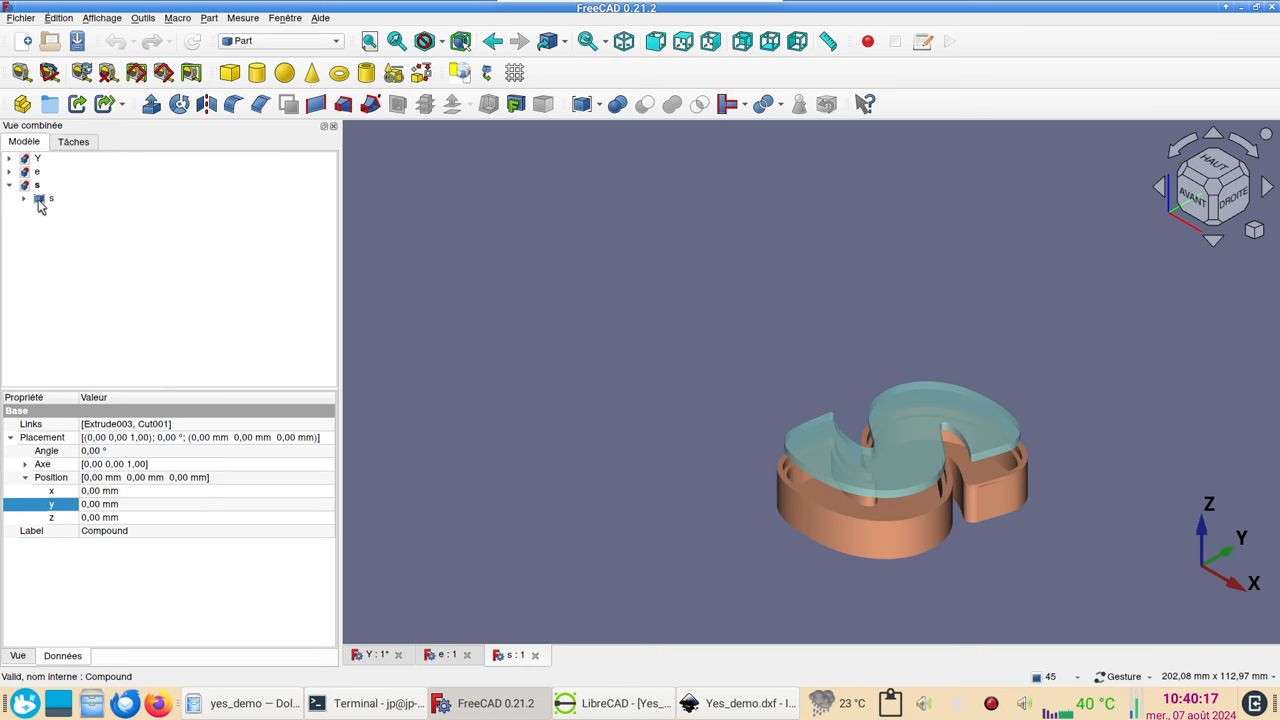 FreeCAD 0.21.2
Fichier Édition Affichage Outils Macro Part Mesure Fenêtre Aide
Part
Vue combinée
Modèle Tâches
Y
e
s
s
HAUT
AVANT
DROITE
Propriété Valeur
Base
Links [Extrude003, Cut001]
Placement [(0,00 0,00 1,00); 0,00 °; (0,00 mm 0,00 mm 0,00 mm)]
Angle 0,00 °
Axe [0,00 0,00 1,00]
Position [0,00 mm 0,00 mm 0,00 mm]
x 0,00 mm
y 0,00 mm
z 0,00 mm
Label Compound
Z
Y
X
Vue Données
Y : 1* e : 1 s : 1
Valid, nom interne : Compound
45 Gesture 202,08 mm x 112,97 mm
yes_demo — Dol... Terminal - jp@jp-... FreeCAD 0.21.2 LibreCAD - [Yes_... Yes_demo.dxf - I... 23 °C 40 °C
10:40:17
mer., 07 août 2024